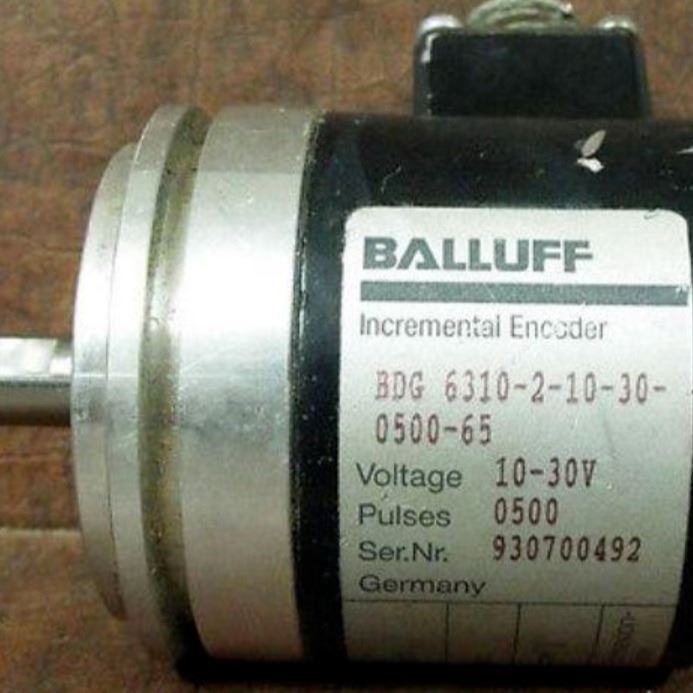 BALLUFF
Incremental Encoder
BDG 6310-2-10-30-
0500-65
Voltage 10-30V
Pulses 0500
Ser.Nr. 930700492
Germany